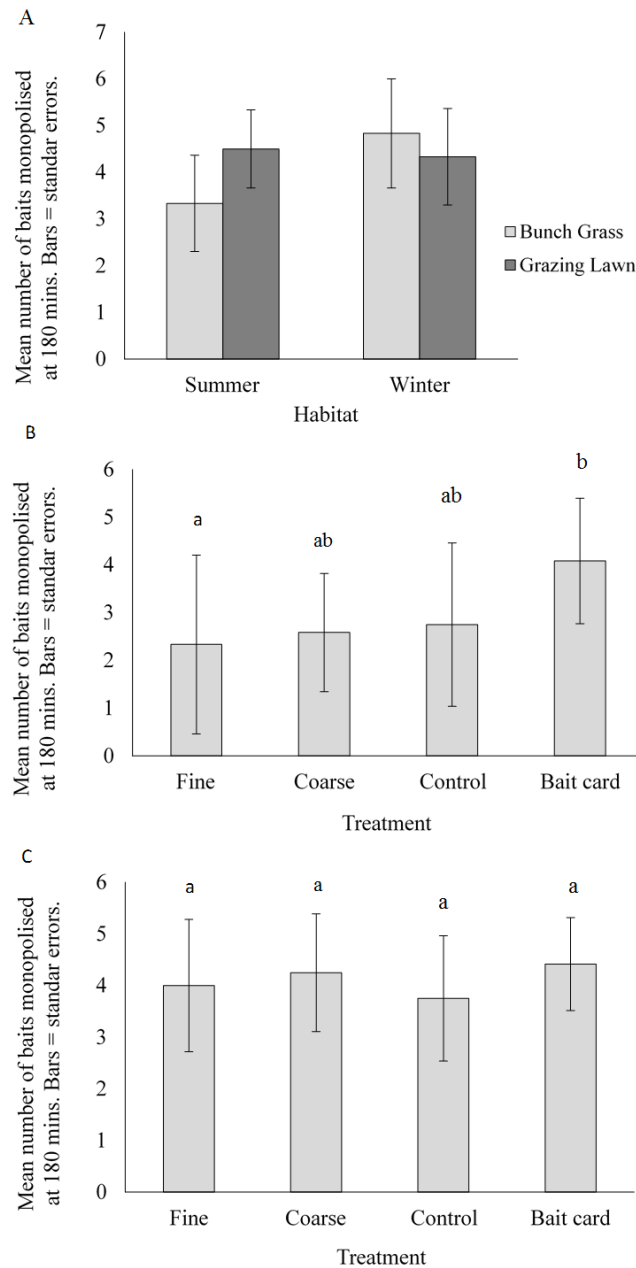 A
Mean number of baits monopolised
at 180 mins. Bars = standar errors.
7
6
5
4
3
2
1
0
Summer
Winter
Habitat
Bunch Grass
Grazing Lawn
B
Mean number of baits monopolised
at 180 mins. Bars = standar errors.
6
5
4
3
2
1
0
a
ab
ab
b
Fine
Coarse
Control
Bait card
Treatment
C
Mean number of baits monopolised
at 180 mins. Bars = standar errors.
6
5
4
3
2
1
0
a
a
a
a
Fine
Coarse
Control
Bait card
Treatment